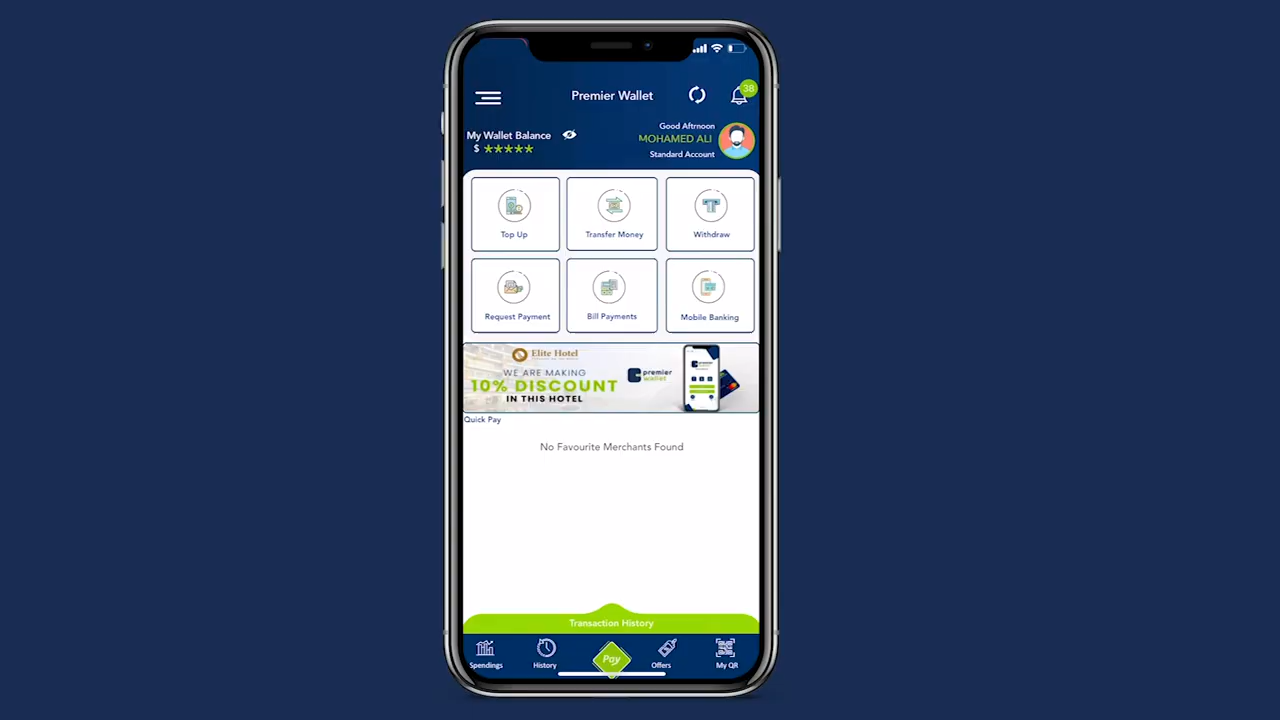 Premier Wallet
38
My Wallet Balance
$ *****
Good Aftrnoon
MOHAMED ALI
Standard Account
Top Up
Transfer Money
Withdraw
Request Payment
Bill Payments
Mobile Banking
Elite Hotel
WE ARE MAKING
10% DISCOUNT
IN THIS HOTEL
premier
wallet
Quick Pay
No Favourite Merchants Found
Transaction History
Spendings
History
Pay
Offers
My QR